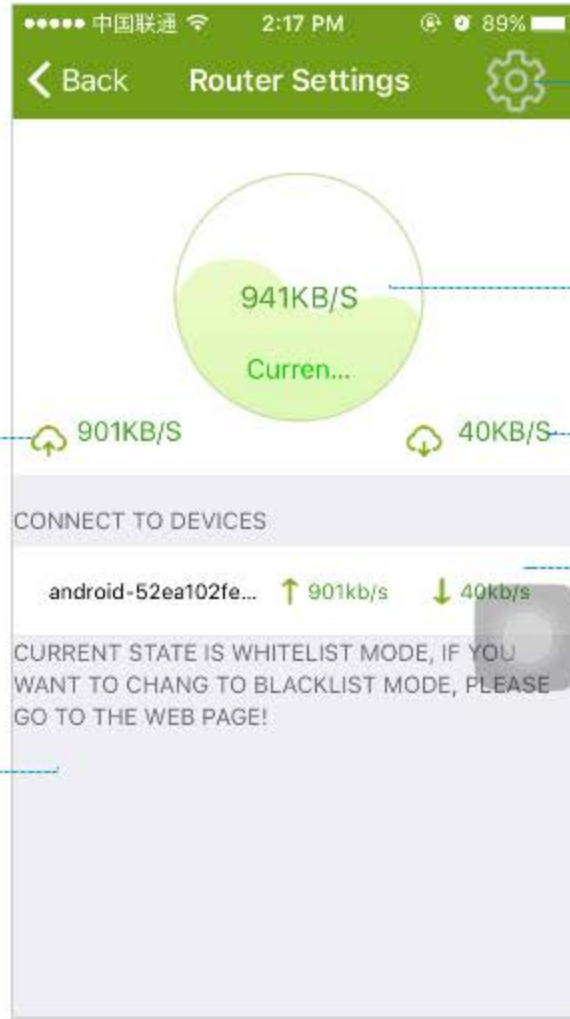 中国联通 2:17 PM 89%
Back Router Settings
941KB/S
Curren...
901KB/S 40KB/S
CONNECT TO DEVICES
android-52ea102fe... 901kb/s 40kb/s
CURRENT STATE IS WHITELIST MODE, IF YOU
WANT TO CHANG TO BLACKLIST MODE, PLEASE
GO TO THE WEB PAGE!